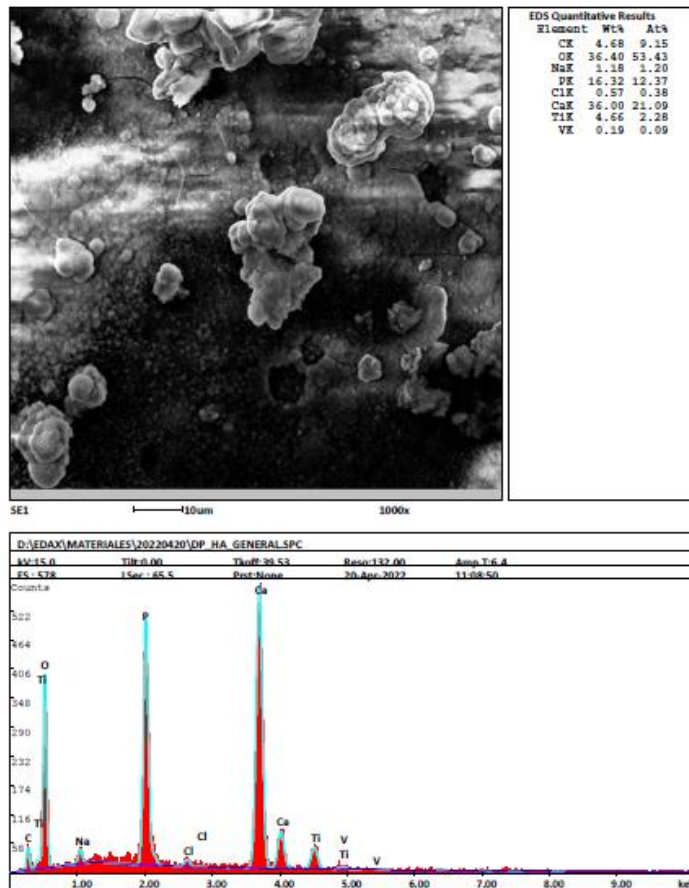 EDS Quantitative Results
Element Wt% At%
CK 4.68 9.15
OK 36.40 53.43
NaK 1.18 1.20
PK 16.32 12.37
ClK 0.57 0.38
CaK 36.00 21.09
TiK 4.66 2.28
VK 0.19 0.09
SE1 10um 1000x
D:\EDAX\MATERIALES\20220420\DP_HA_GENERAL.SPC
kV:15.0 Tilt:0.00 Tkoff:39.53 Reso:132.00 Amp T:6.4
FS : 578 LSec : 65.5 Prst:None 20-Apr-2022 11:08:50
Counts
Ca
522
P
464
O
406
Ti
348
290
232
174
116
Ti
Cl
Ca
V
58
C
Na
Cl
Ti
Ti
V
1.00 2.00 3.00 4.00 5.00 6.00 7.00 8.00 9.00